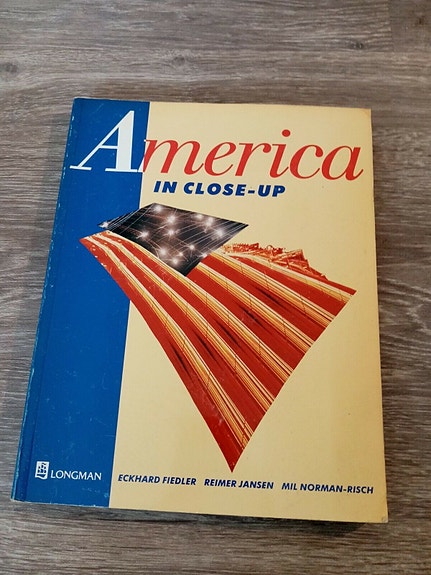 America
IN CLOSE-UP
ECKHARD FIEDLER REIMER JANSEN MIL NORMAN-RISCH
LONGMAN